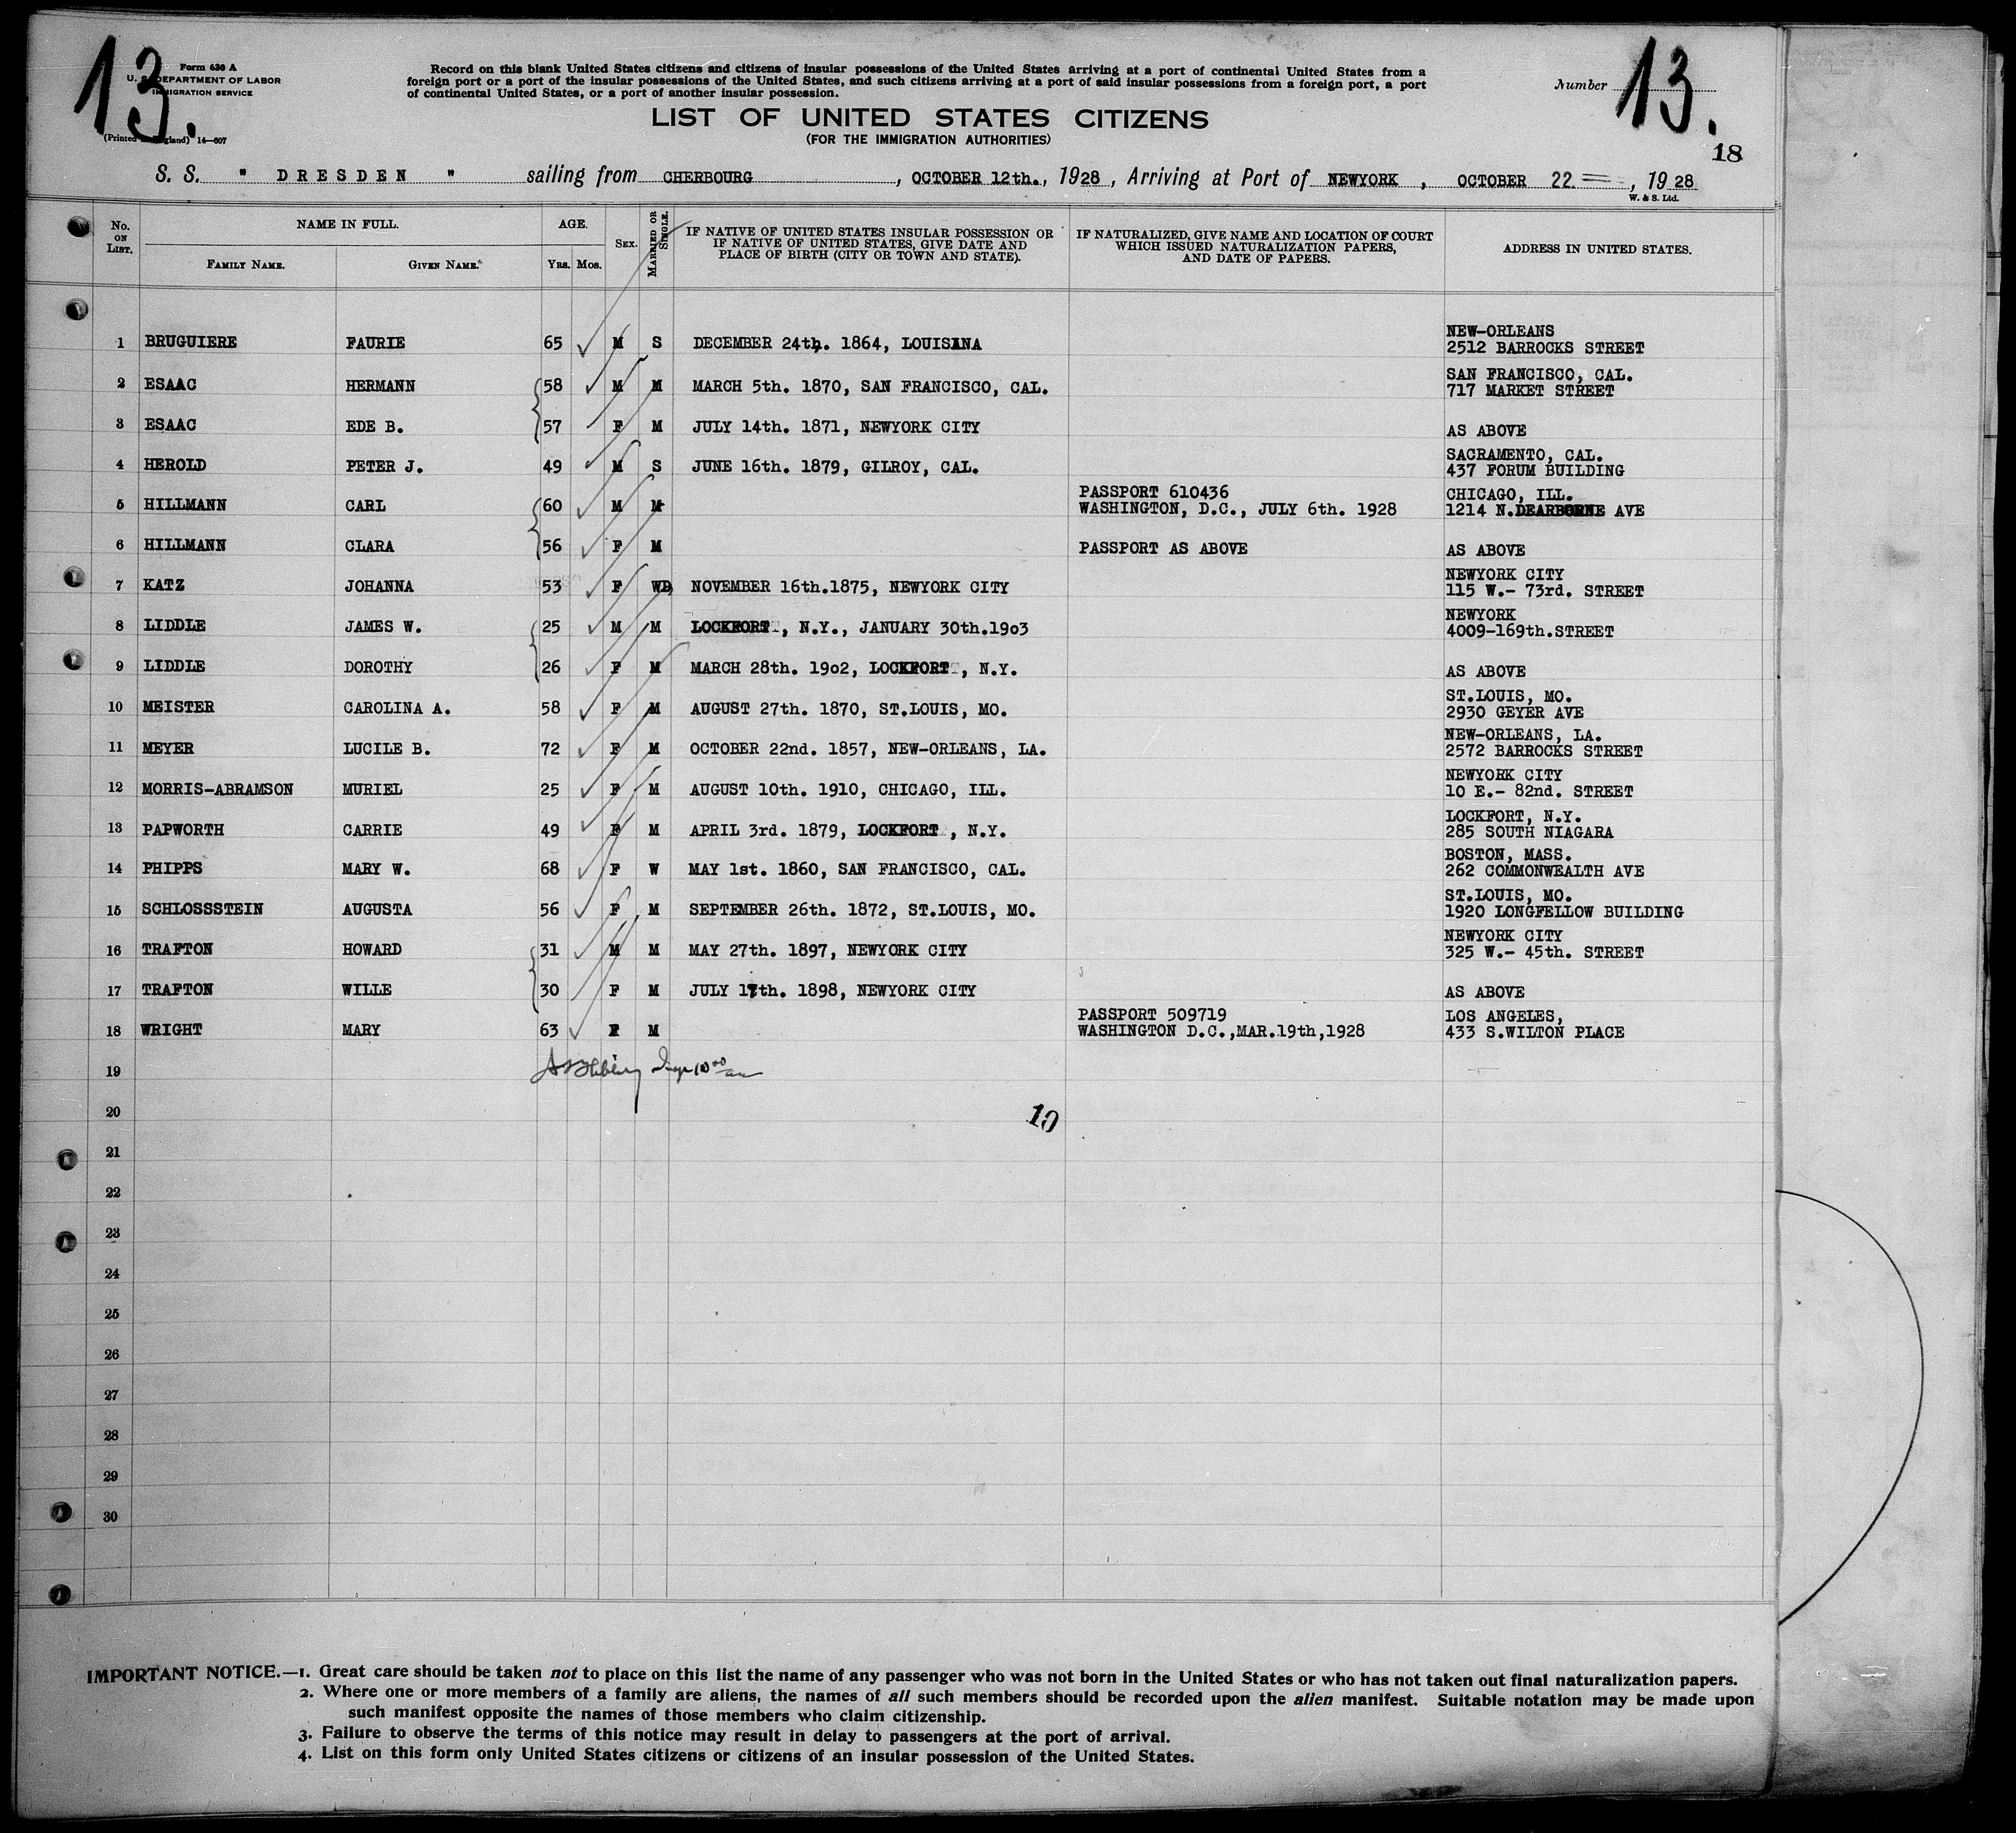 13.
Form 630 A
U. S. DEPARTMENT OF LABOR
IMMIGRATION SERVICE
(Printed England) 14—607
Record on this blank United States citizens and citizens of insular possessions of the United States arriving at a port of continental United States from a
foreign port or a port of the insular possessions of the United States, and such citizens arriving at a port of said insular possessions from a foreign port, a port
of continental United States, or a port of another insular possession.
Number 13.
LIST OF UNITED STATES CITIZENS
(FOR THE IMMIGRATION AUTHORITIES)
18
S. S. " DRESDEN " sailing from CHERBOURG, OCTOBER 12th., 1928, Arriving at Port of NEWYORK, OCTOBER 22, 1928
W. & S. Ltd.
No. ON LIST. NAME IN FULL. AGE. SEX. MARRIED OR SINGLE. IF NATIVE OF UNITED STATES INSULAR POSSESSION OR IF NATIVE OF UNITED STATES, GIVE DATE AND PLACE OF BIRTH (CITY OR TOWN AND STATE). IF NATURALIZED, GIVE NAME AND LOCATION OF COURT WHICH ISSUED NATURALIZATION PAPERS, AND DATE OF PAPERS. ADDRESS IN UNITED STATES.
FAMILY NAME. GIVEN NAME. YRS. MOS.
1 BRUGUIERE FAURIE 65 M S DECEMBER 24th. 1864, LOUISANA NEW-ORLEANS 2512 BARROCKS STREET
2 ESAAC HERMANN 58 M M MARCH 5th. 1870, SAN FRANCISCO, CAL. SAN FRANCISCO, CAL. 717 MARKET STREET
3 ESAAC EDE B. 57 F M JULY 14th. 1871, NEWYORK CITY AS ABOVE
4 HEROLD PETER J. 49 M S JUNE 16th. 1879, GILROY, CAL. SACRAMENTO, CAL. 437 FORUM BUILDING
5 HILLMANN CARL 60 M M PASSPORT 610436 WASHINGTON, D.C., JULY 6th. 1928 CHICAGO, ILL. 1214 N.DEARBORNE AVE
6 HILLMANN CLARA 56 F M PASSPORT AS ABOVE AS ABOVE
7 KATZ JOHANNA 53 F WD NOVEMBER 16th.1875, NEWYORK CITY NEWYORK CITY 115 W.- 73rd. STREET
8 LIDDLE JAMES W. 25 M M LOCKFORT, N.Y., JANUARY 30th.19o3 NEWYORK 4009-169th.STREET
9 LIDDLE DOROTHY 26 F M MARCH 28th. 19o2, LOCKFORT, N.Y. AS ABOVE
10 MEISTER CAROLINA A. 58 F M AUGUST 27th. 1870, ST.LOUIS, MO. ST.LOUIS, MO. 2930 GEYER AVE
11 MEYER LUCILE B. 72 F M OCTOBER 22nd. 1857, NEW-ORLEANS, LA. NEW-ORLEANS, LA. 2572 BARROCKS STREET
12 MORRIS-ABRAMSON MURIEL 25 F M AUGUST 10th. 1910, CHICAGO, ILL. NEWYORK CITY 10 E.- 82nd. STREET
13 PAPWORTH CARRIE 49 F M APRIL 3rd. 1879, LOCKFORT , N.Y. LOCKFORT, N.Y. 285 SOUTH NIAGARA
14 PHIPPS MARY W. 68 F W MAY 1st. 1860, SAN FRANCISCO, CAL. BOSTON, MASS. 262 COMMONWEALTH AVE
15 SCHLOSSSTEIN AUGUSTA 56 F M SEPTEMBER 26th. 1872, ST.LOUIS, MO. ST.LOUIS, MO. 1920 LONGFELLOW BUILDING
16 TRAFTON HOWARD 31 M M MAY 27th. 1897, NEWYORK CITY NEWYORK CITY 325 W.- 45th. STREET
17 TRAFTON WILLE 30 F M JULY 17th. 1898, NEWYORK CITY AS ABOVE
18 WRIGHT MARY 63 F M PASSPORT 509719 WASHINGTON D.C.,MAR.19th,1928 LOS ANGELES, 433 S.WILTON PLACE
19
20
10
21
22
23
24
25
26
27
28
29
30
IMPORTANT NOTICE.—1. Great care should be taken not to place on this list the name of any passenger who was not born in the United States or who has not taken out final naturalization papers.
2. Where one or more members of a family are aliens, the names of all such members should be recorded upon the alien manifest. Suitable notation may be made upon
such manifest opposite the names of those members who claim citizenship.
3. Failure to observe the terms of this notice may result in delay to passengers at the port of arrival.
4. List on this form only United States citizens or citizens of an insular possession of the United States.